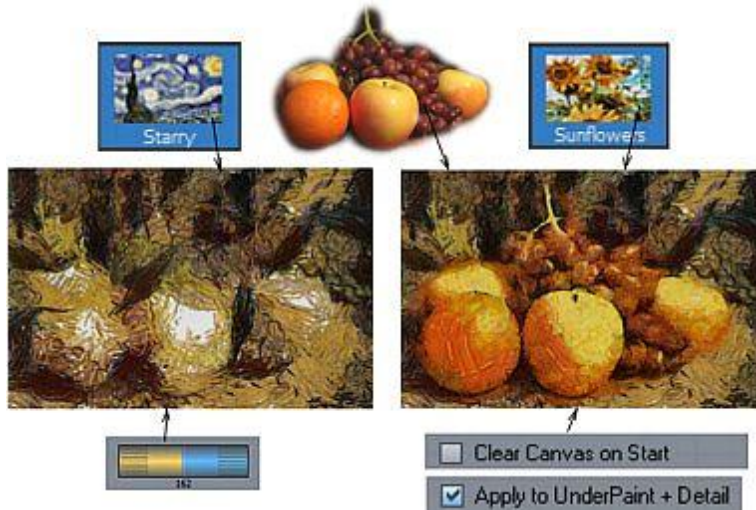 Starry
Sunflowers
162
Clear Canvas on Start
Apply to UnderPaint + Detail